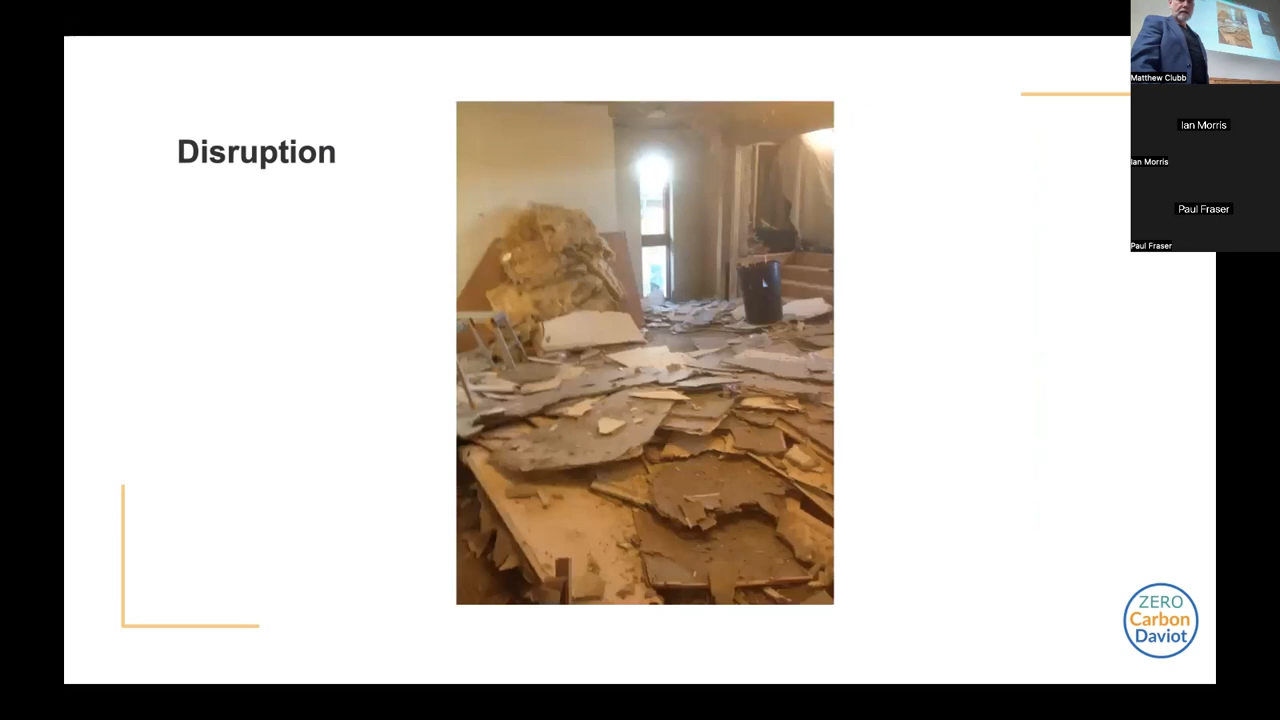 Disruption
Matthew Clubb
Ian Morris
Ian Morris
Paul Fraser
Paul Fraser
ZERO
Carbon
Daviot